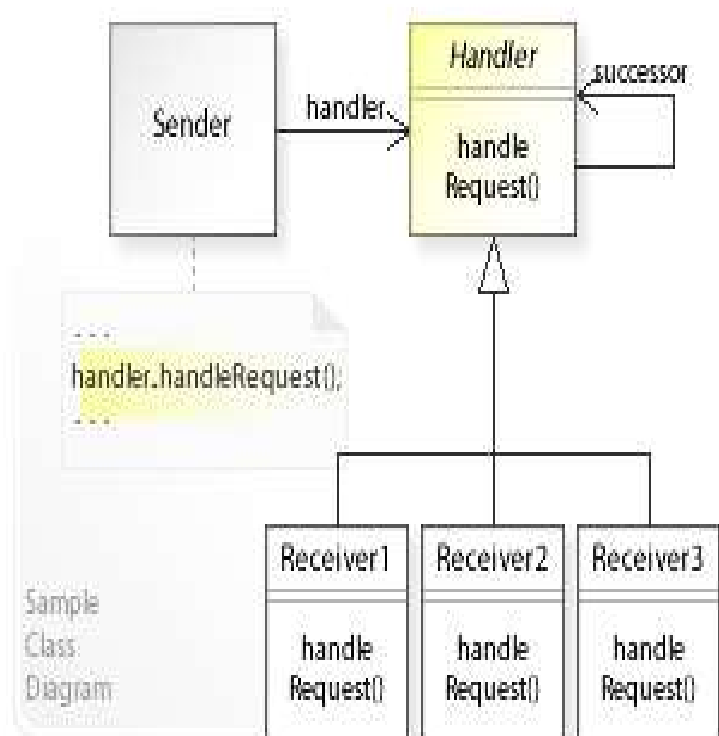 Handler
successor
handler
Sender
handle
Request()
- - -
handler.handleRequest();
- - -
Receiver1
Receiver2
Receiver3
handle
Request()
handle
Request()
handle
Request()
Sample
Class
Diagram